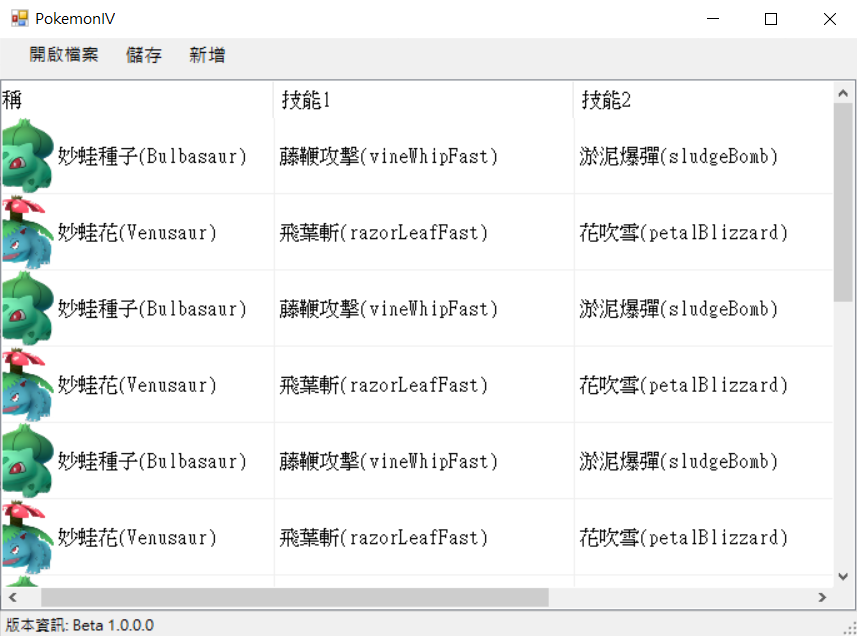 PokemonIV
開啟檔案 儲存 新增
稱 技能1 技能2
妙蛙種子(Bulbasaur) 藤鞭攻擊(vineWhipFast) 淤泥爆彈(sludgeBomb)
妙蛙花(Venusaur) 飛葉斬(razorLeafFast) 花吹雪(petalBlizzard)
妙蛙種子(Bulbasaur) 藤鞭攻擊(vineWhipFast) 淤泥爆彈(sludgeBomb)
妙蛙花(Venusaur) 飛葉斬(razorLeafFast) 花吹雪(petalBlizzard)
妙蛙種子(Bulbasaur) 藤鞭攻擊(vineWhipFast) 淤泥爆彈(sludgeBomb)
妙蛙花(Venusaur) 飛葉斬(razorLeafFast) 花吹雪(petalBlizzard)
版本資訊: Beta 1.0.0.0